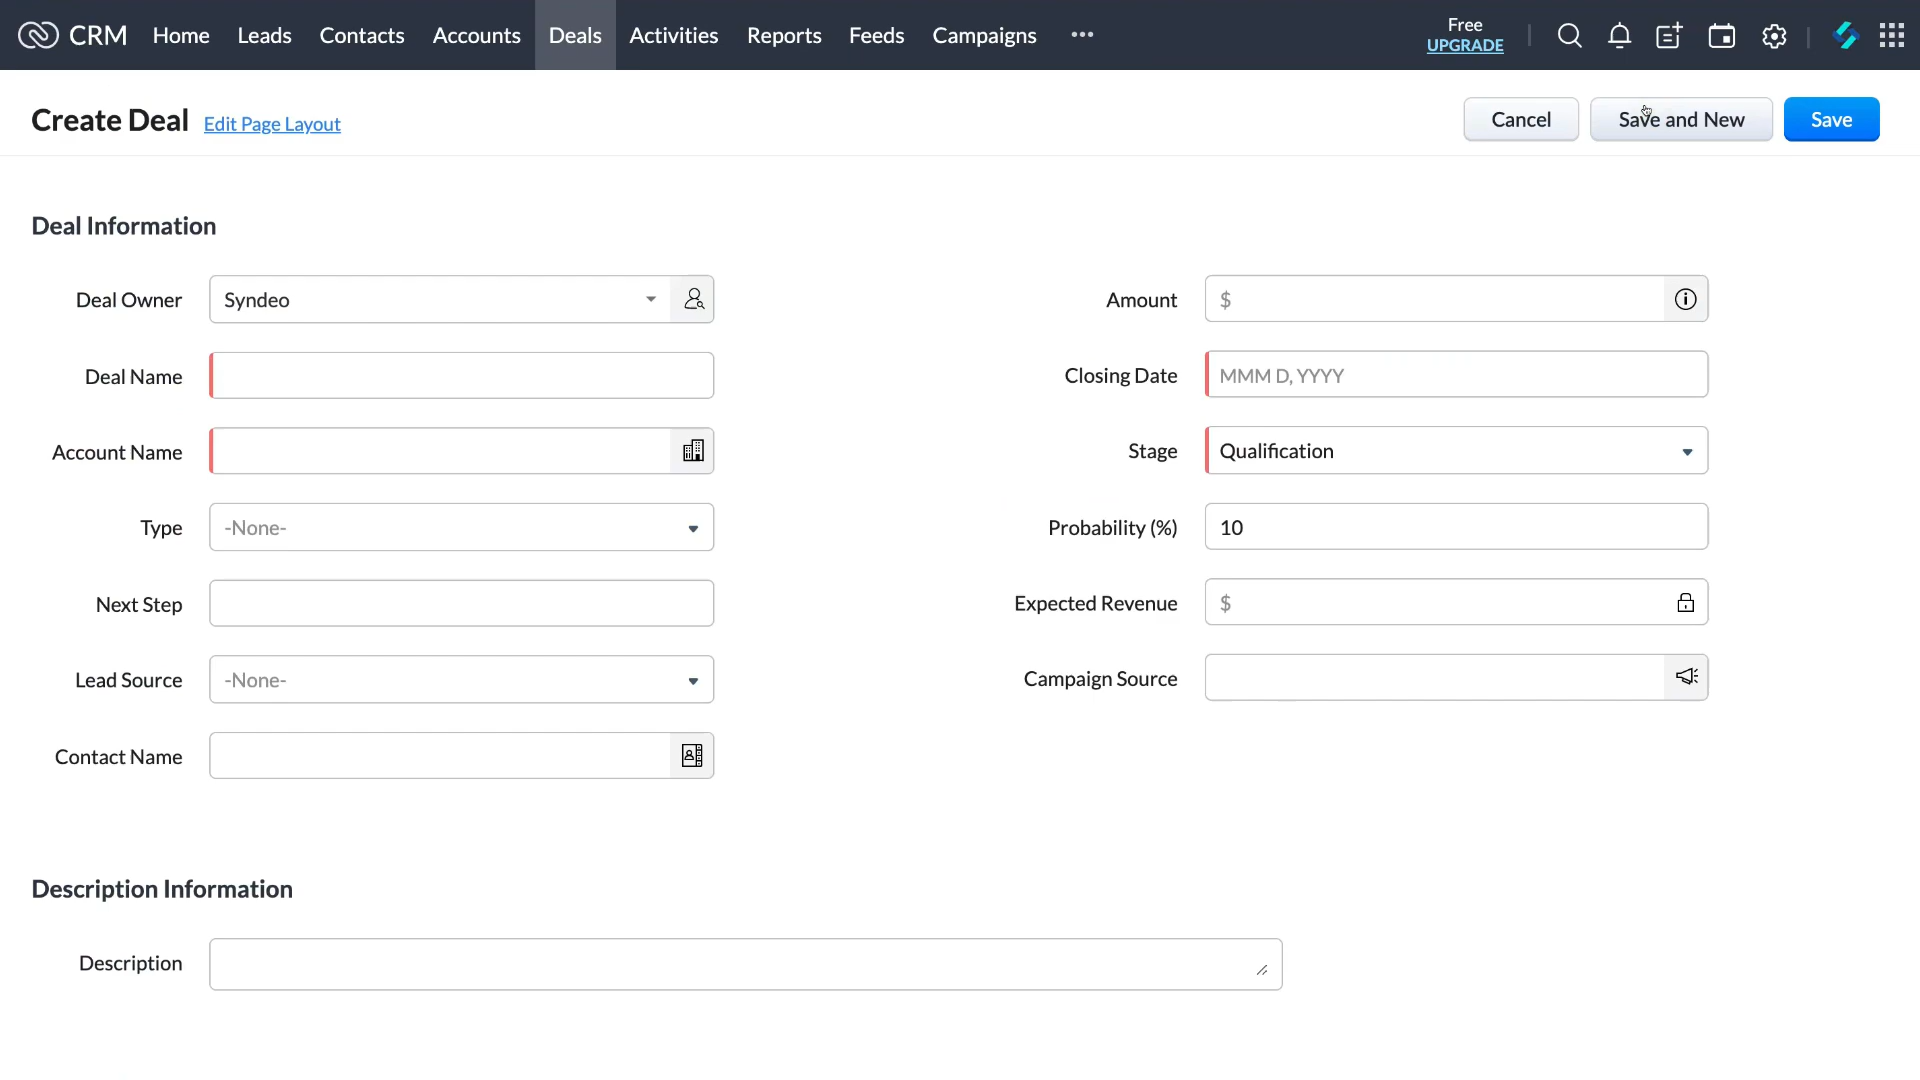 CRM Home Leads Contacts Accounts Deals Activities Reports Feeds Campaigns ••• Free
UPGRADE
Create Deal Edit Page Layout Cancel Save and New Save
Deal Information
Deal Owner Syndeo Amount $
Deal Name Closing Date MMM D, YYYY
Account Name Stage Qualification
Type -None- Probability (%) 10
Next Step Expected Revenue $
Lead Source -None- Campaign Source
Contact Name
Description Information
Description